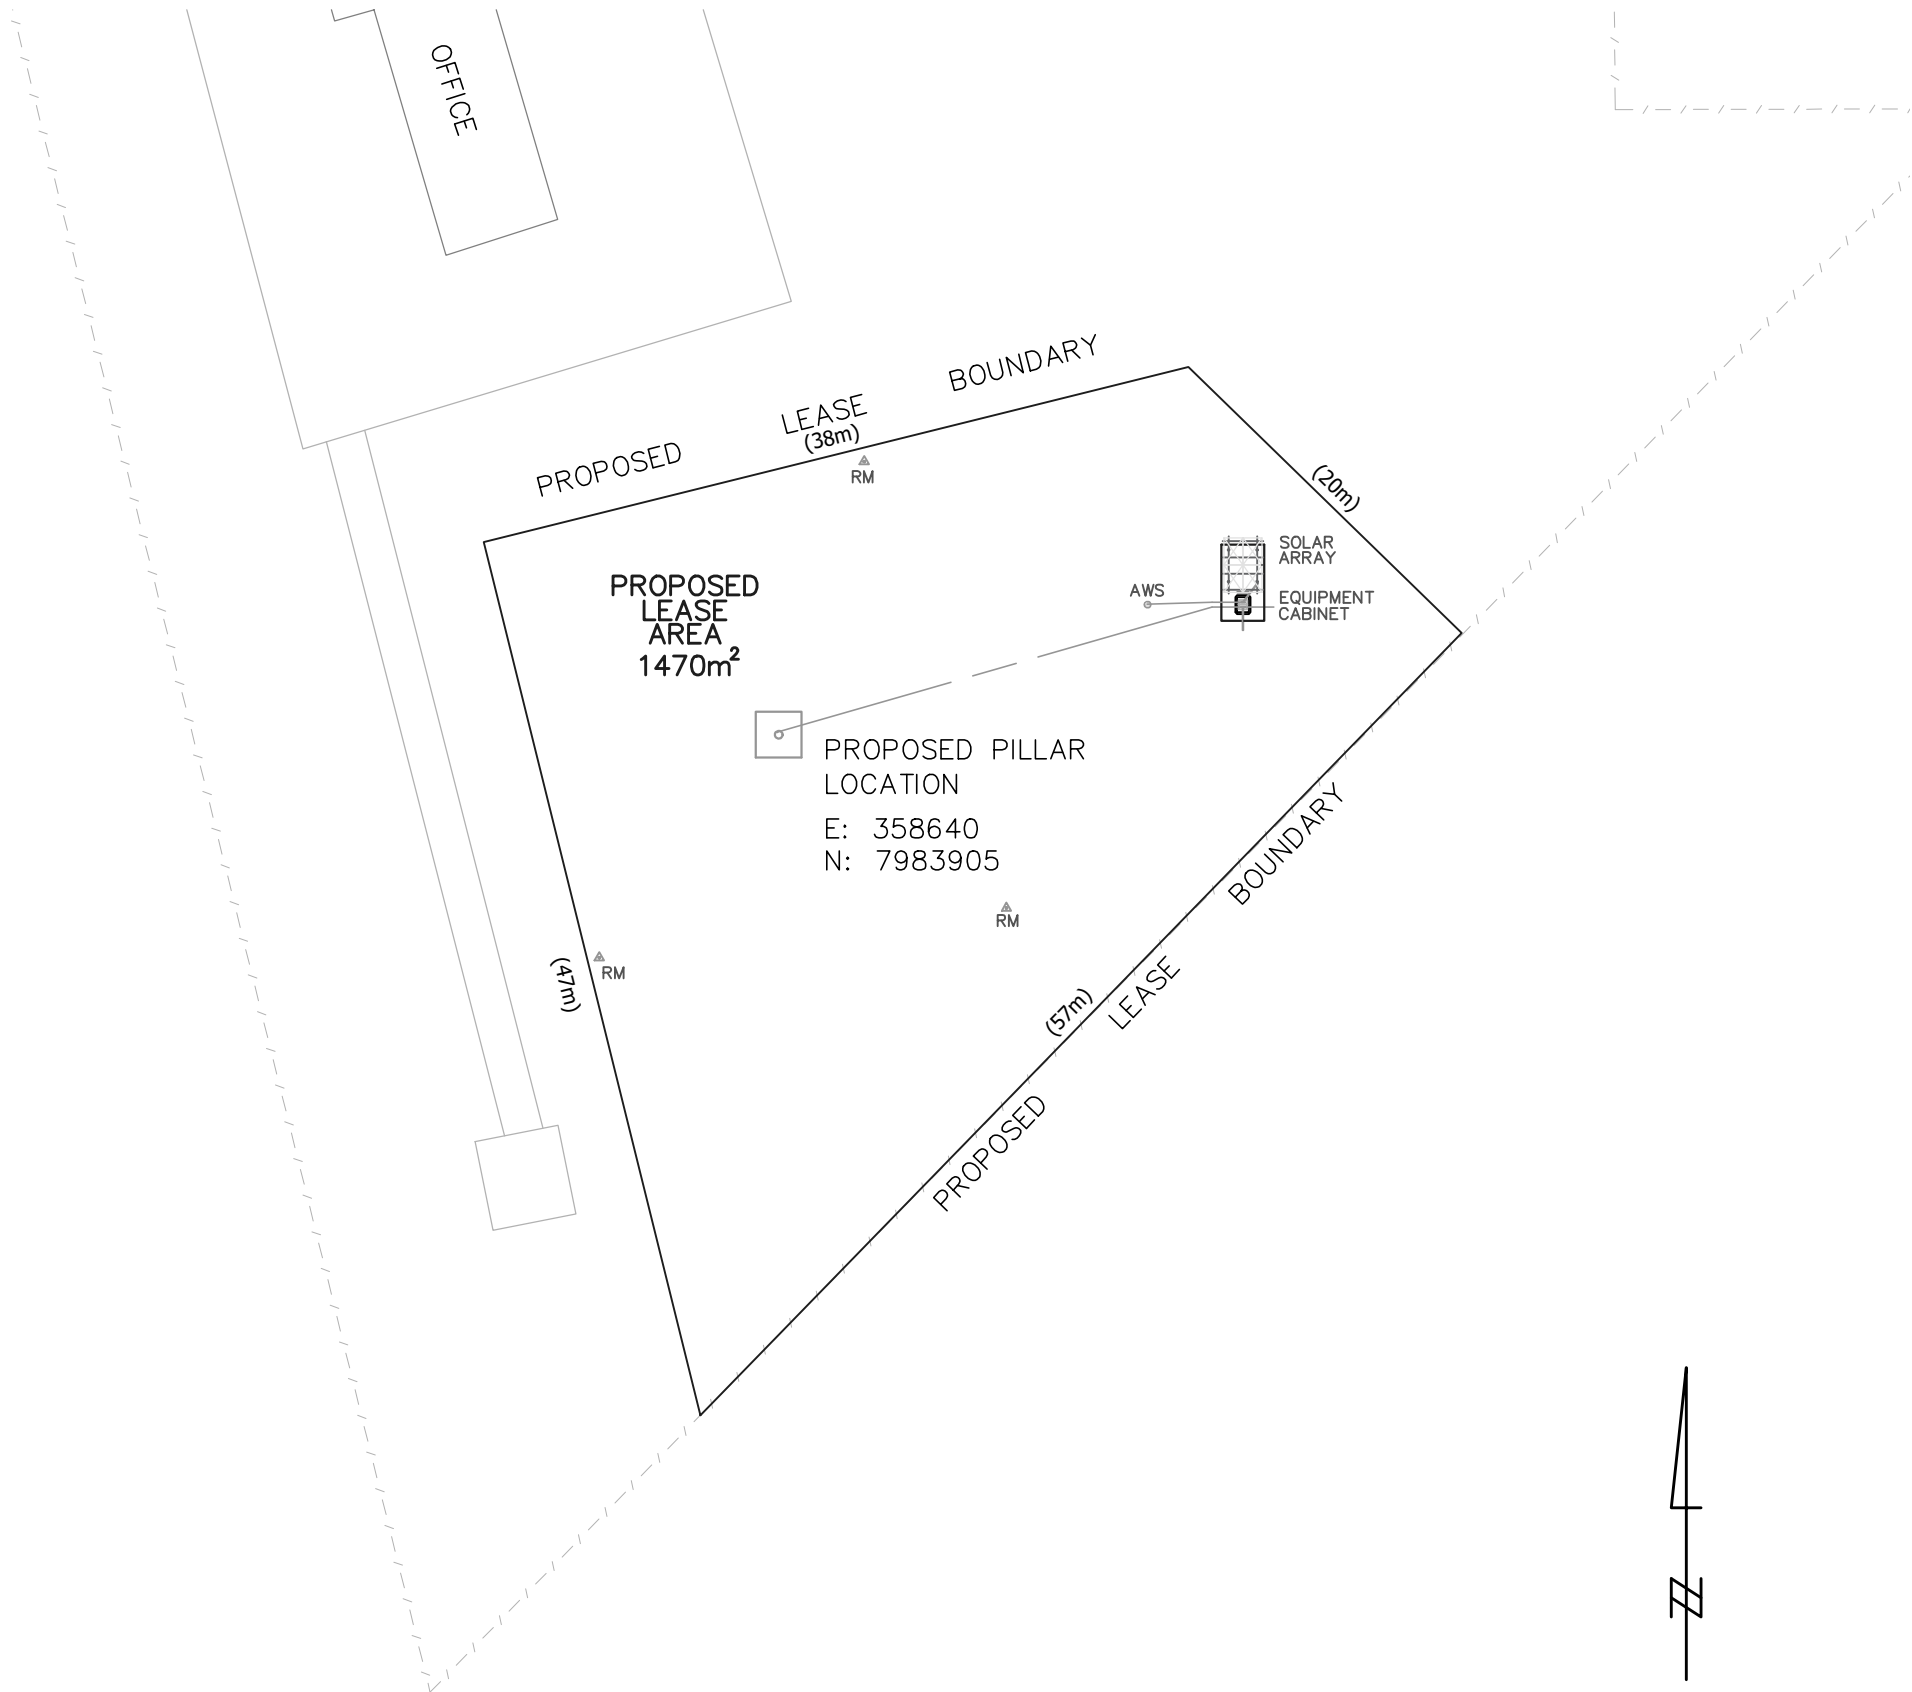 OFFICE
PROPOSED LEASE BOUNDARY
(38m)
RM
(20m)
SOLAR
ARRAY
PROPOSED
LEASE
AREA
1470m²
AWS
EQUIPMENT
CABINET
PROPOSED PILLAR
LOCATION
E: 358640
N: 7983905
RM
RM
(47m)
(57m)
PROPOSED LEASE BOUNDARY
N